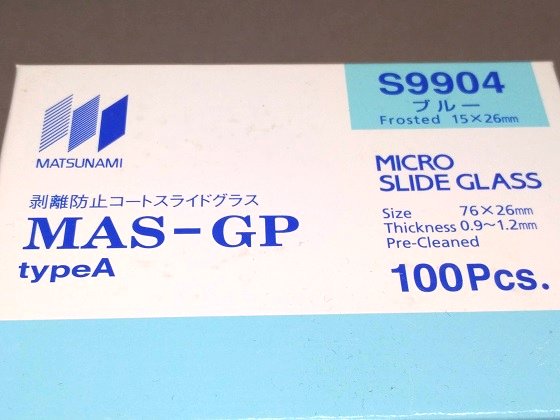 S9904
ブルー
Frosted 15×26mm
MATSUNAMI
MICRO
SLIDE GLASS
剥離防止コートスライドグラス
MAS-GP
typeA
Size 76×26mm
Thickness 0.9~1.2mm
Pre-Cleaned
100Pcs.